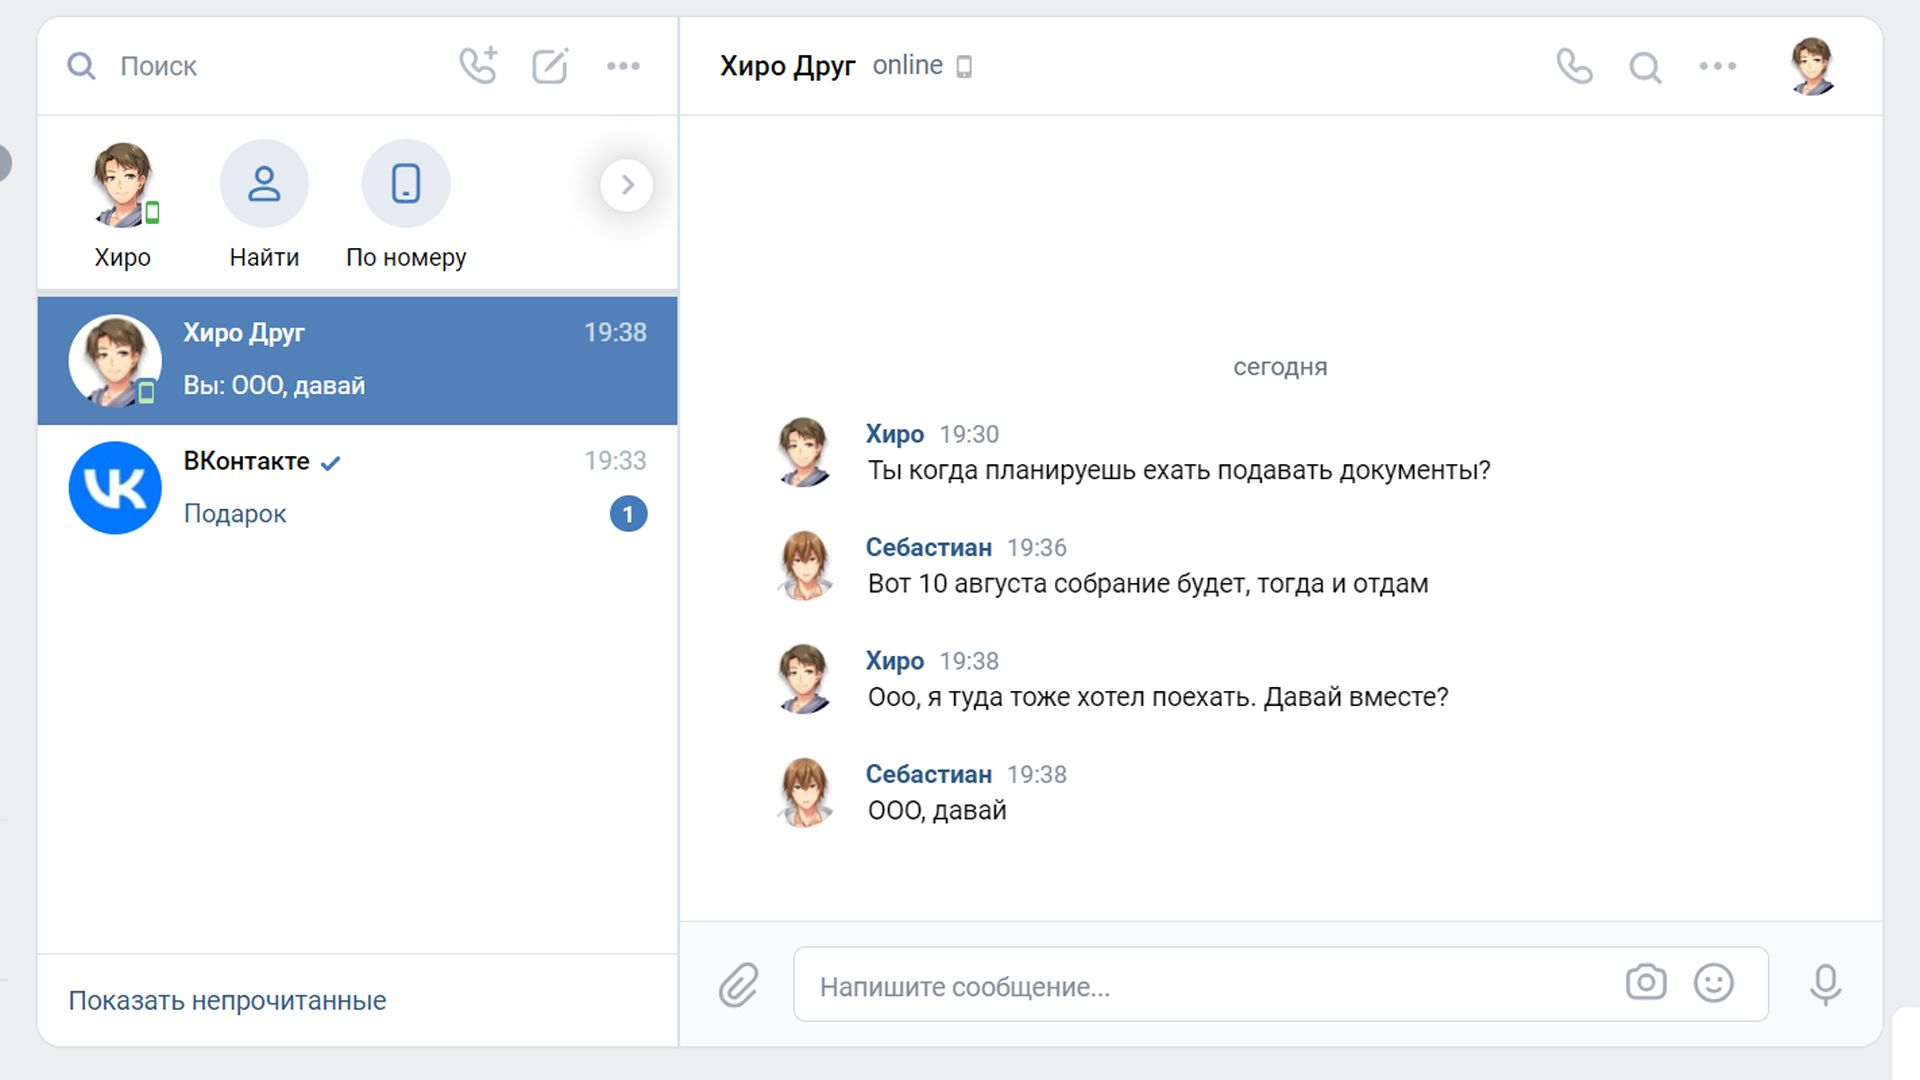 Поиск
Хиро
Найти
По номеру
Хиро Друг 19:38
Вы: ООО, давай
ВКонтакте 19:33
Подарок 1
Показать непрочитанные
Хиро Друг online
сегодня
Хиро 19:30
Ты когда планируешь ехать подавать документы?
Себастиан 19:36
Вот 10 августа собрание будет, тогда и отдам
Хиро 19:38
Ооо, я туда тоже хотел поехать. Давай вместе?
Себастиан 19:38
ООО, давай
Напишите сообщение...